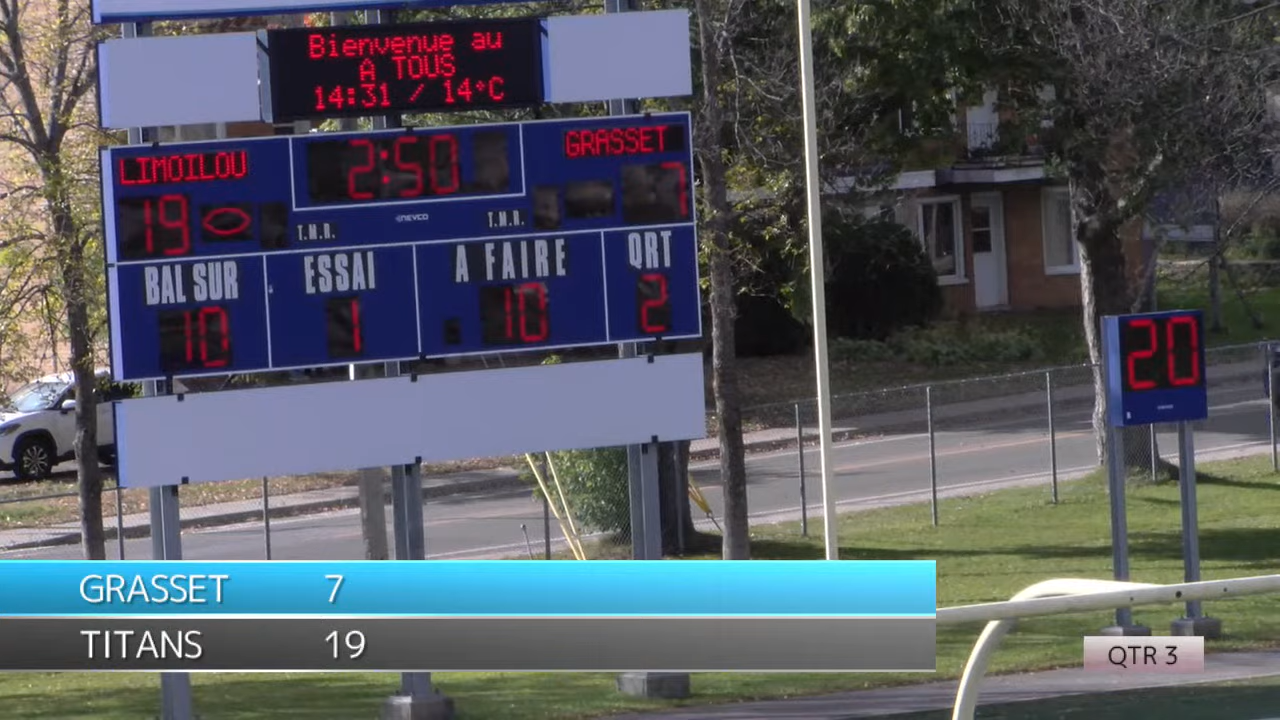 Bienvenue au
A TOUS
14:31 / 14°C
LIMOILOU
2:50
GRASSET
19
7
T.M.R.
NEVCO
T.M.R.
BAL SUR
ESSAI
A FAIRE
QRT
10
1
10
2
20
GRASSET 7
TITANS 19
QTR 3